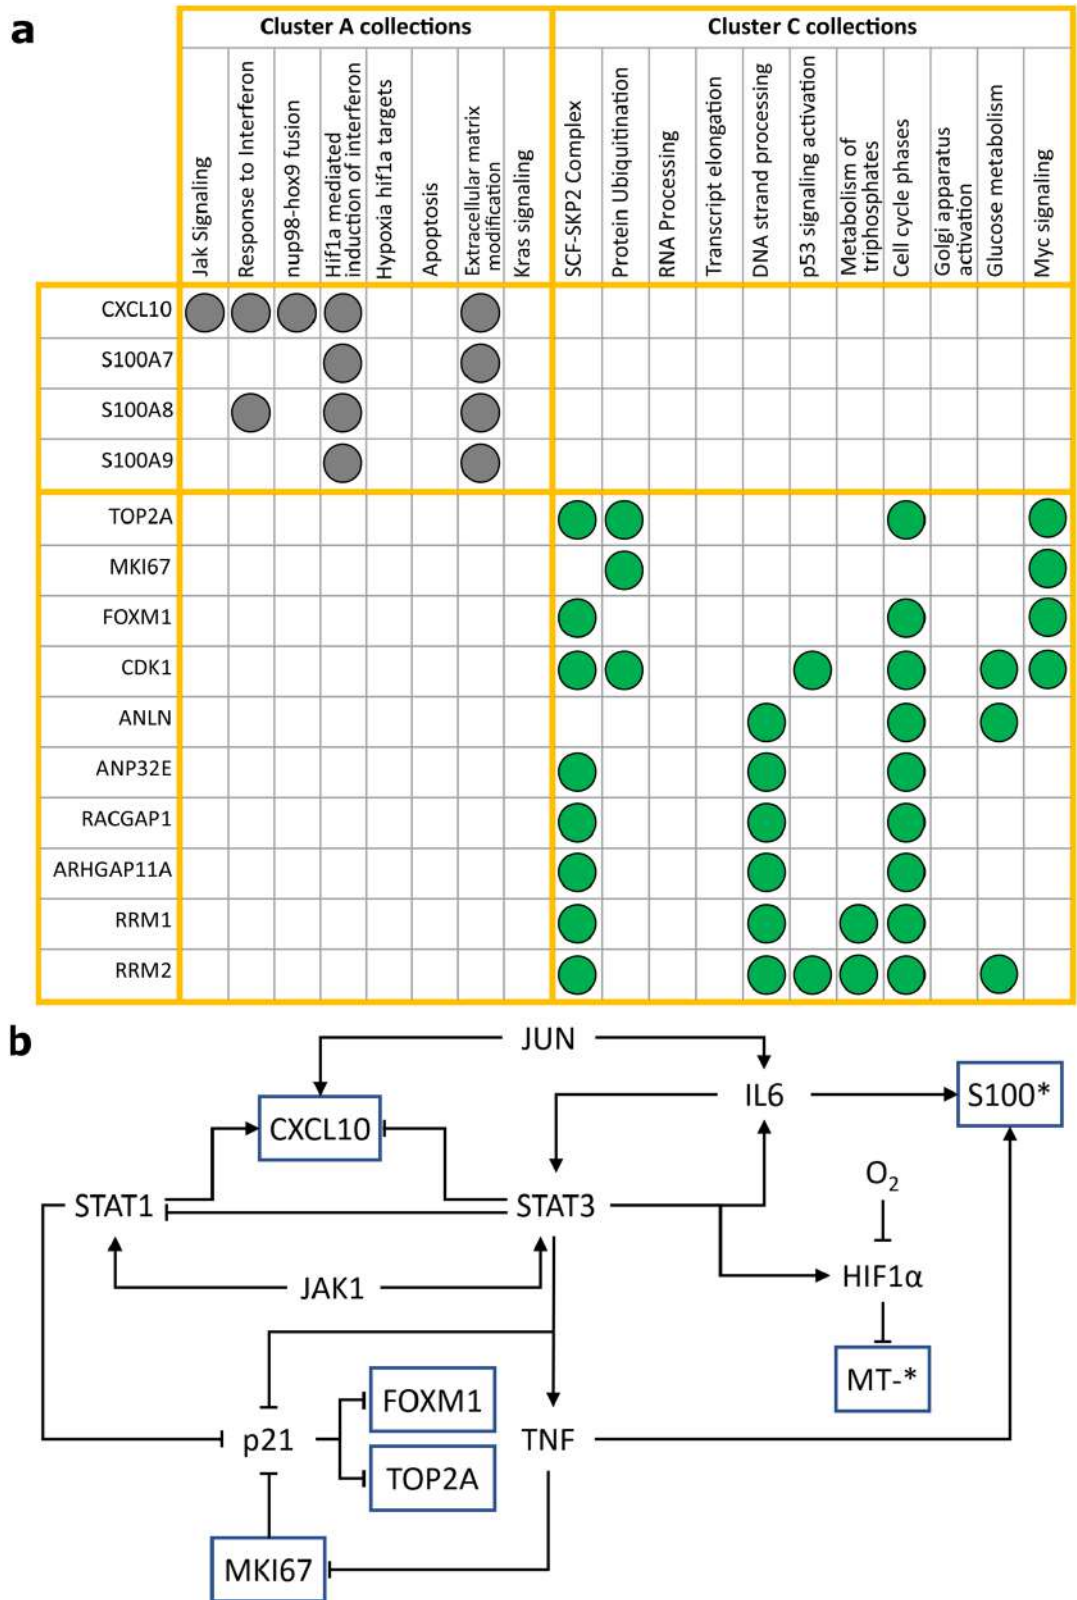 a
Cluster A collections
Cluster C collections
Jak Signaling
Response to Interferon
nup98-hox9 fusion
Hif1a mediated
induction of interferon
Hypoxia hif1a targets
Apoptosis
Extracellular matrix
modification
Kras signaling
SCF-SKP2 Complex
Protein Ubiquitination
RNA Processing
Transcript elongation
DNA strand processing
p53 signaling activation
Metabolism of
triphosphates
Cell cycle phases
Golgi apparatus
activation
Glucose metabolism
Myc signaling
CXCL10
S100A7
S100A8
S100A9
TOP2A
MKI67
FOXM1
CDK1
ANLN
ANP32E
RACGAP1
ARHGAP11A
RRM1
RRM2
b
JUN
IL6
S100*
CXCL10
O₂
STAT1
STAT3
HIF1α
JAK1
MT-*
FOXM1
p21
TNF
TOP2A
MKI67